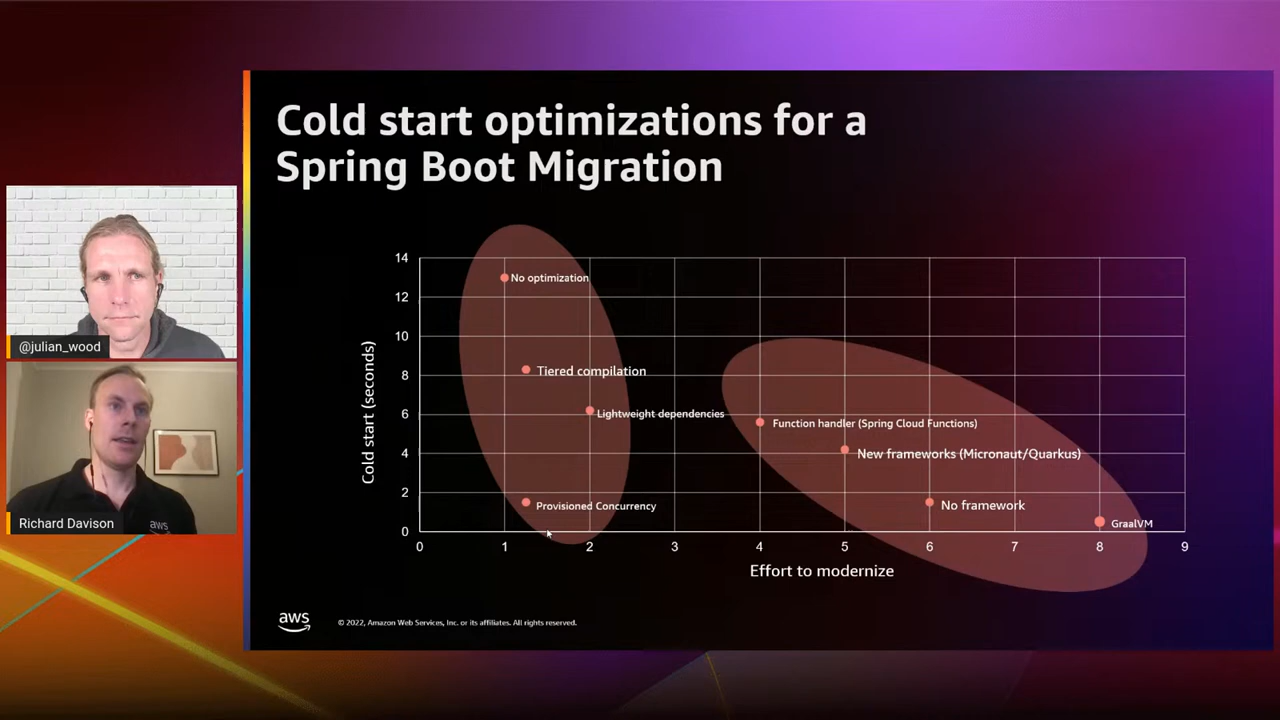 Cold start optimizations for a
Spring Boot Migration
@julian_wood
Richard Davison
aws
Cold start (seconds)
14
12
10
8
6
4
2
0
No optimization
Tiered compilation
Lightweight dependencies
Provisioned Concurrency
Function handler (Spring Cloud Functions)
New frameworks (Micronaut/Quarkus)
No framework
GraalVM
0 1 2 3 4 5 6 7 8 9
Effort to modernize
aws
© 2022, Amazon Web Services, Inc. or its affiliates. All rights reserved.